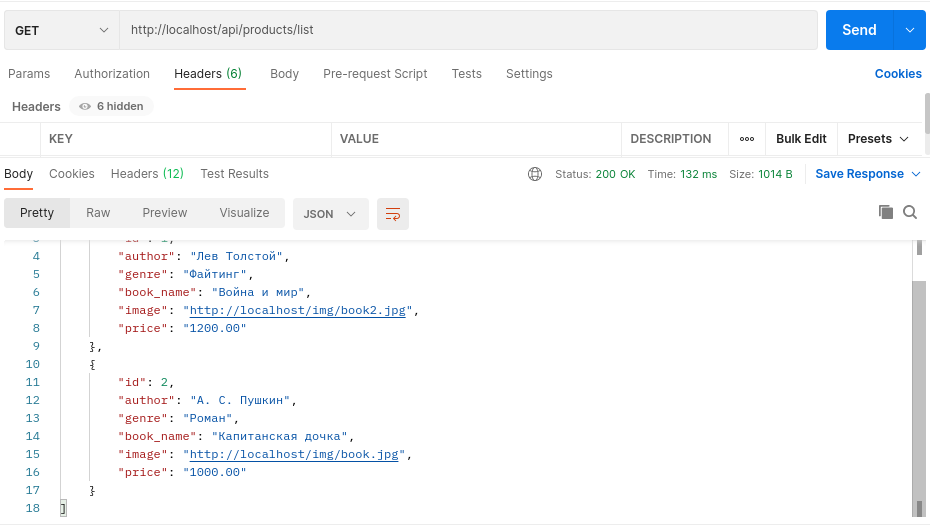 GET http://localhost/api/products/list Send
Params Authorization Headers (6) Body Pre-request Script Tests Settings Cookies
Headers 6 hidden
KEY VALUE DESCRIPTION ooo Bulk Edit Presets
Body Cookies Headers (12) Test Results Status: 200 OK Time: 132 ms Size: 1014 B Save Response
Pretty Raw Preview Visualize JSON
3 "id": 1,
4 "author": "Лев Толстой",
5 "genre": "Файтинг",
6 "book_name": "Война и мир",
7 "image": "http://localhost/img/book2.jpg",
8 "price": "1200.00"
9 },
10 {
11 "id": 2,
12 "author": "А. С. Пушкин",
13 "genre": "Роман",
14 "book_name": "Капитанская дочка",
15 "image": "http://localhost/img/book.jpg",
16 "price": "1000.00"
17 }
18 ]